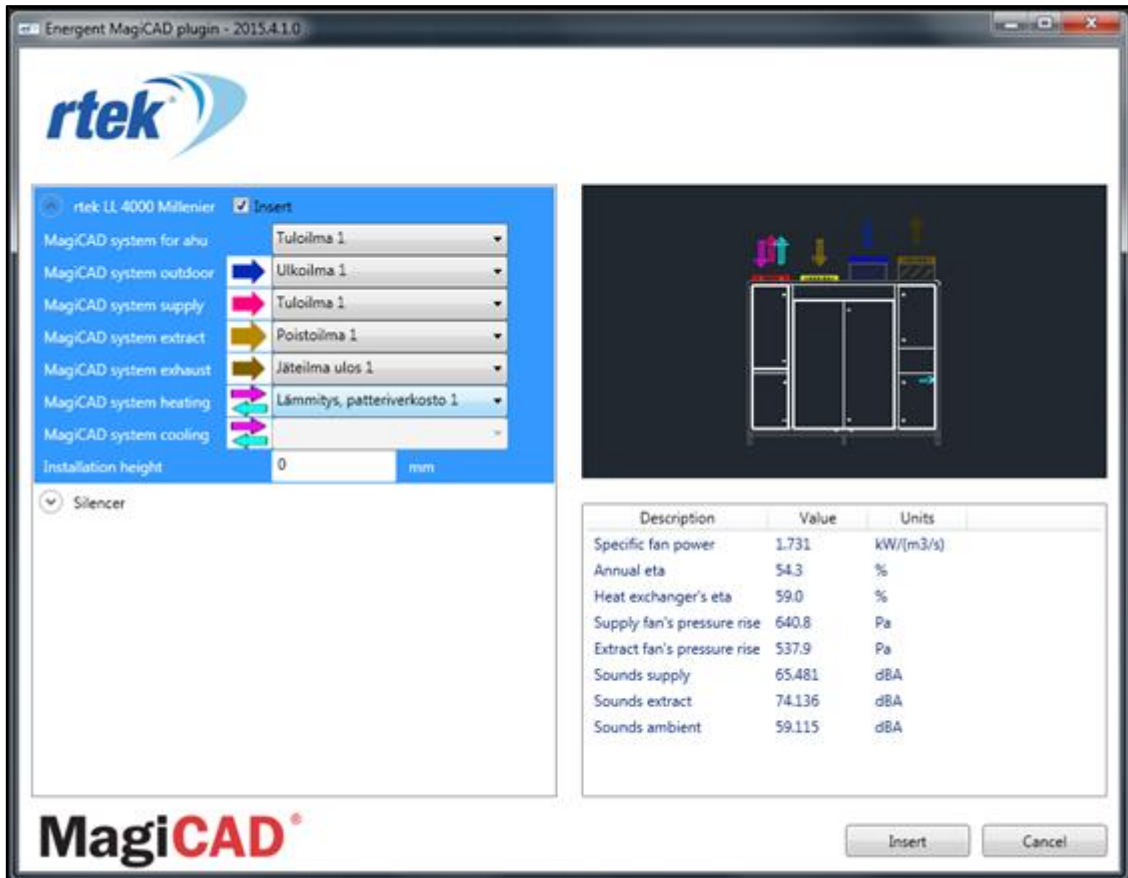 Energent MagiCAD plugin - 2015.4.1.0
rtek
rtek LL 4000 Millenier Insert
MagiCAD system for ahu Tuloilma 1
MagiCAD system outdoor Ulkoilma 1
MagiCAD system supply Tuloilma 1
MagiCAD system extract Poistoilma 1
MagiCAD system exhaust Jäteilma ulos 1
MagiCAD system heating Lämmitys, patteriverkosto 1
MagiCAD system cooling
Installation height 0 mm
Silencer
Description Value Units
Specific fan power 1.731 kW/(m3/s)
Annual eta 54.3 %
Heat exchanger's eta 59.0 %
Supply fan's pressure rise 640.8 Pa
Extract fan's pressure rise 537.9 Pa
Sounds supply 65.481 dBA
Sounds extract 74.136 dBA
Sounds ambient 59.115 dBA
MagiCAD®
Insert Cancel